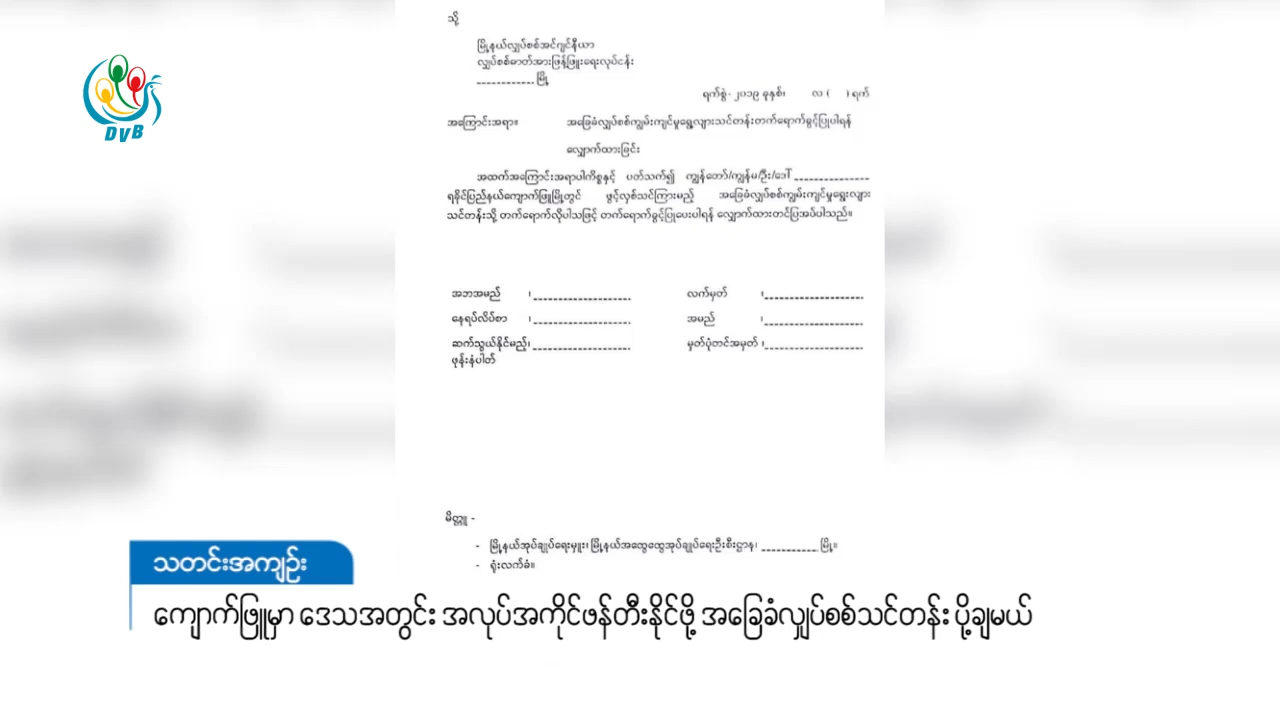 သို့
မြို့နယ်လျှပ်စစ်အင်ဂျင်နီယာ
လျှပ်စစ်ဓာတ်အားဖြန့်ဖြူးရေးလုပ်ငန်း
____________ မြို့
ရက်စွဲ - ၂၀၁၉ ခုနှစ်၊ လ ( ) ရက်
အကြောင်းအရာ။ အခြေခံလျှပ်စစ်ကျွမ်းကျင်မှုရွေ့လျားသင်တန်းတက်ရောက်ခွင့်ပြုပါရန်
လျှောက်ထားခြင်း
အထက်အကြောင်းအရာပါကိစ္စနှင့် ပတ်သက်၍ ကျွန်တော်/ကျွန်မ/ဦး/ဒေါ် ________________
ရခိုင်ပြည်နယ်ကျောက်ဖြူမြို့တွင် ဖွင့်လှစ်သင်ကြားမည့် အခြေခံလျှပ်စစ်ကျွမ်းကျင်မှုရွေးလျား
သင်တန်းသို့ တက်ရောက်လိုပါသဖြင့် တက်ရောက်ခွင့်ပြုပေးပါရန် လျှောက်ထားတင်ပြအပ်ပါသည်။
အဘအမည် ၊ ____________________ လက်မှတ် ၊ ____________________
နေရပ်လိပ်စာ ၊ ____________________ အမည် ၊ ____________________
ဆက်သွယ်နိုင်မည့်၊ ____________________ မှတ်ပုံတင်အမှတ် ၊ ____________________
ဖုန်းနံပါတ်
မိတ္တူ -
- မြို့နယ်အုပ်ချုပ်ရေးမှူး၊ မြို့နယ်အထွေထွေအုပ်ချုပ်ရေးဦးစီးဌာန၊ ____________ မြို့။
- ရုံးလက်ခံ။
DVB
သတင်းအကျဉ်း
ကျောက်ဖြူမှာ ဒေသအတွင်း အလုပ်အကိုင်ဖန်တီးနိုင်ဖို့ အခြေခံလျှပ်စစ်သင်တန်း ပို့ချမယ်